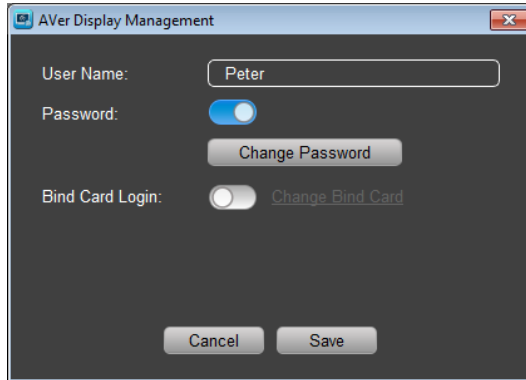 AVer Display Management
User Name: Peter
Password:
Change Password
Bind Card Login: Change Bind Card
Cancel Save